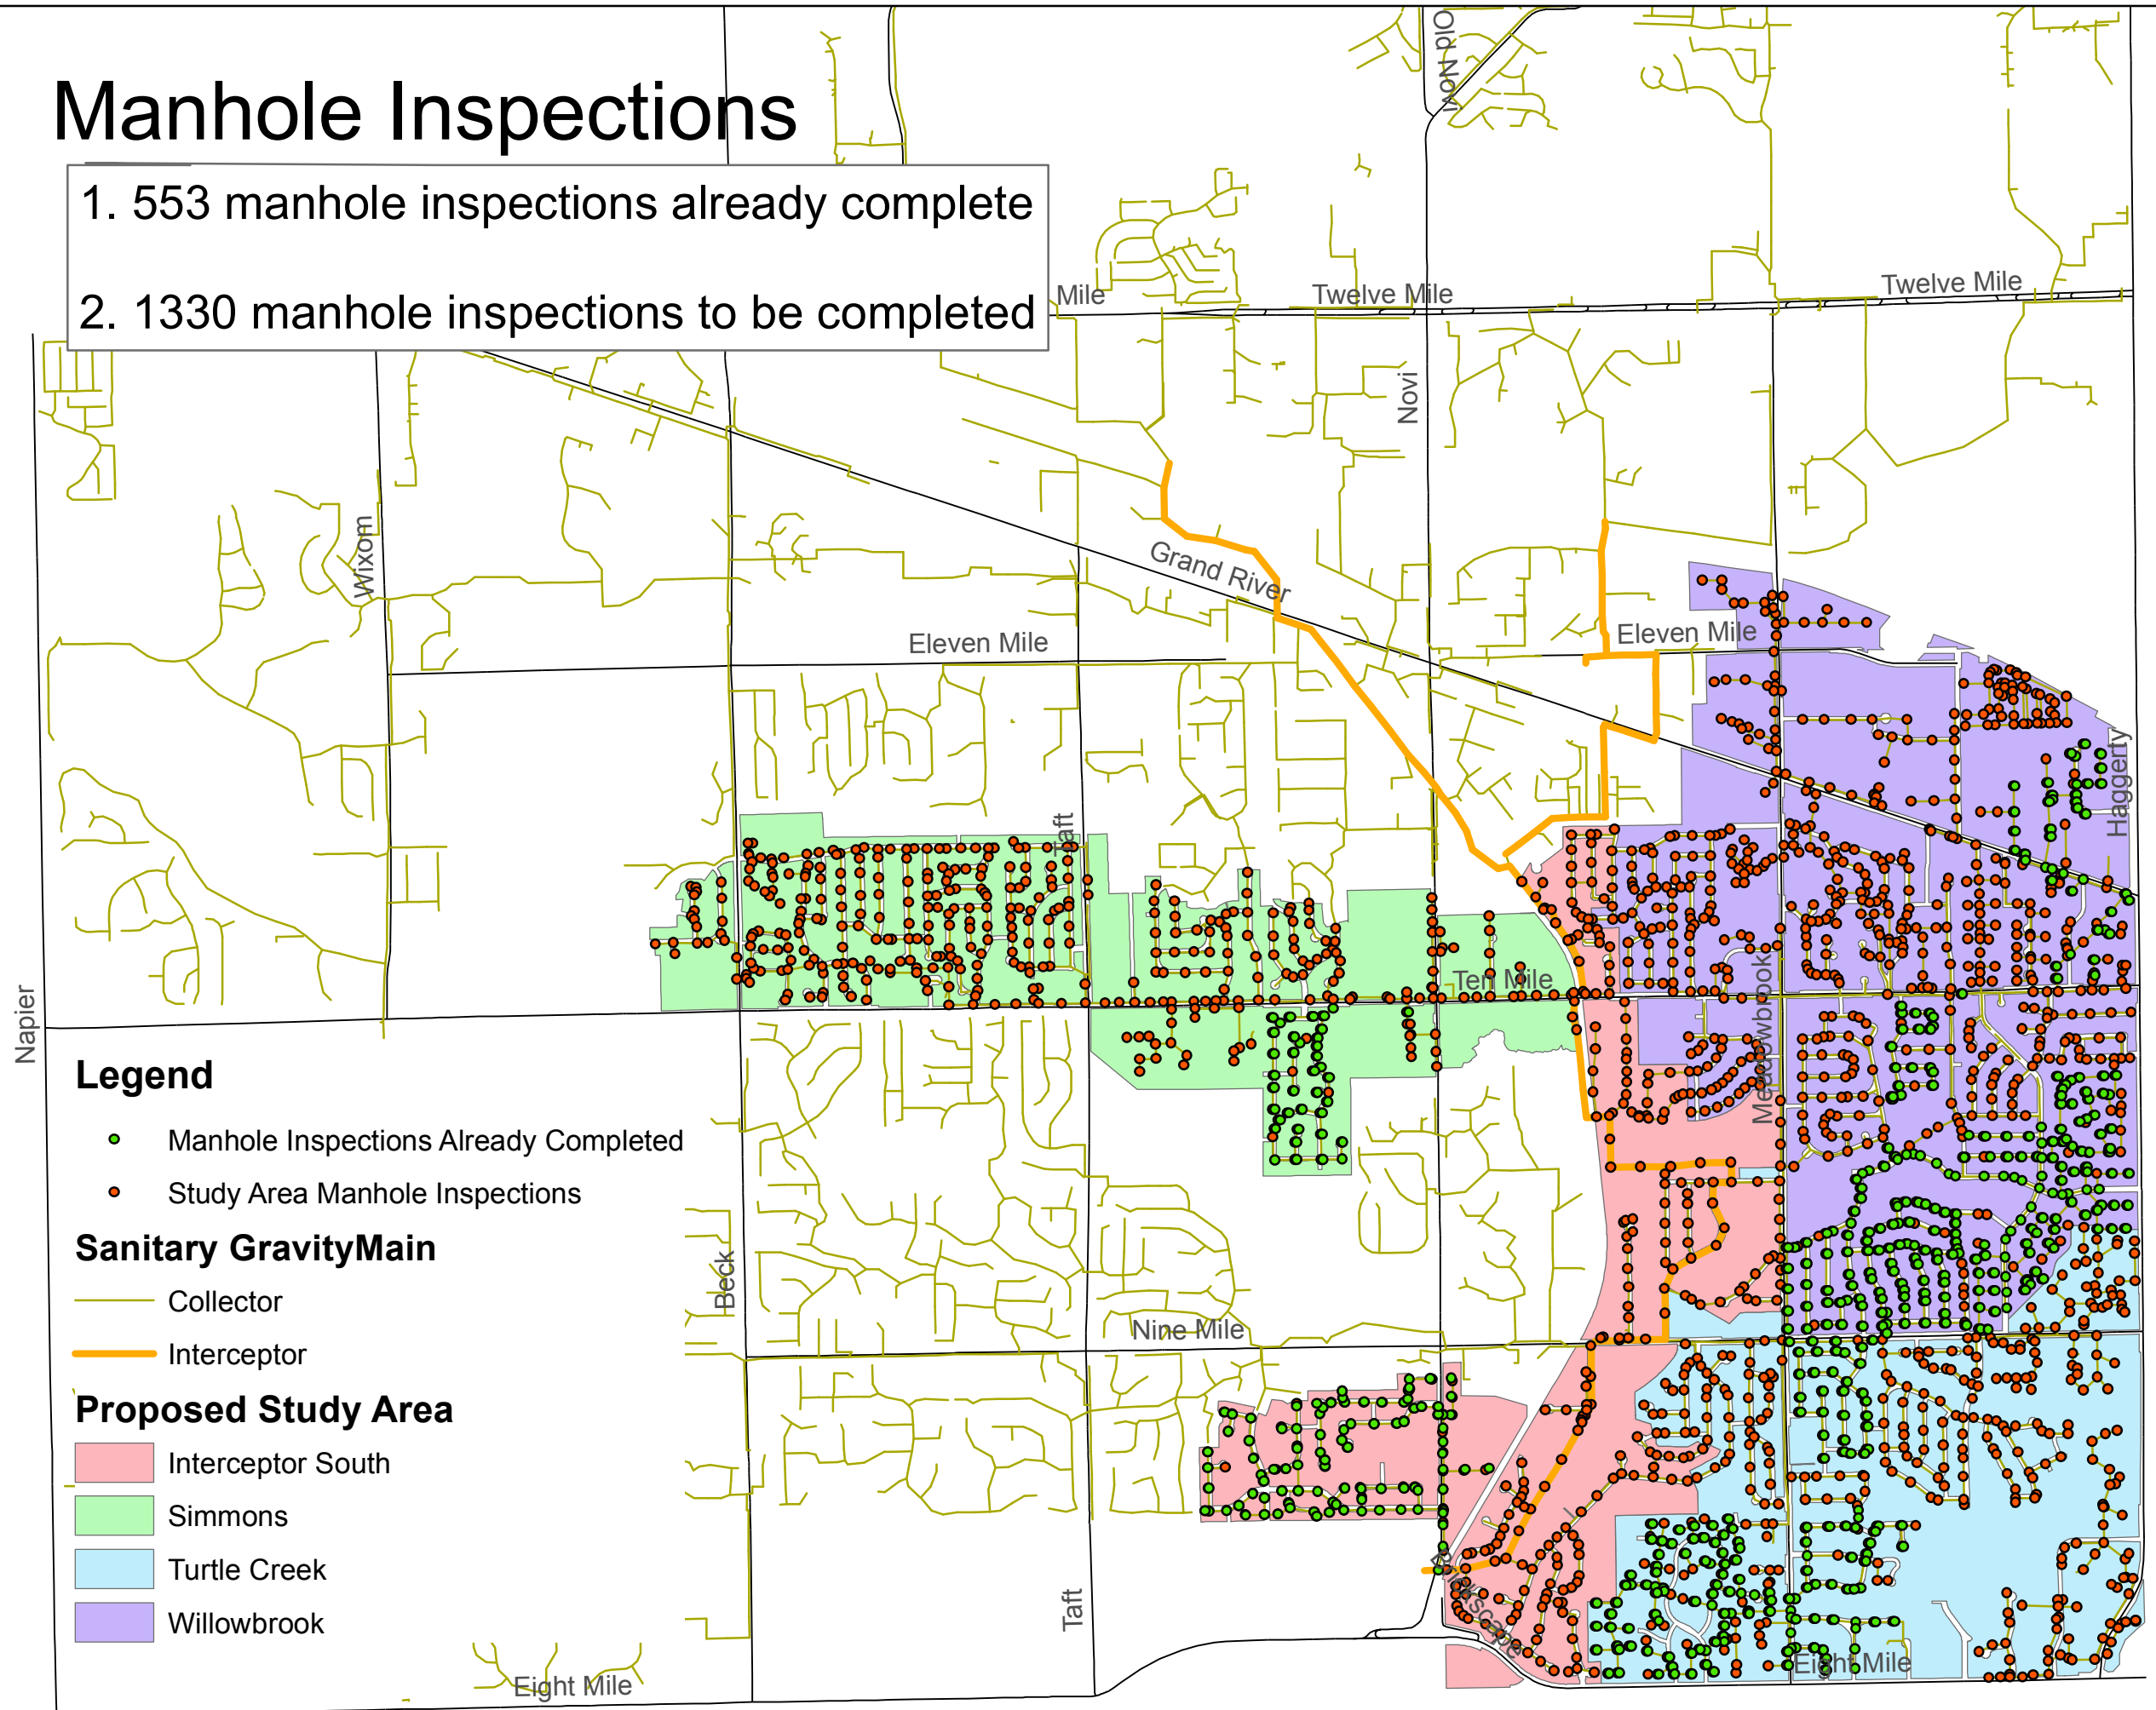 Manhole Inspections
1. 553 manhole inspections already complete
2. 1330 manhole inspections to be completed
Old Novi
Mile
Twelve Mile
Twelve Mile
Novi
Wixom
Grand River
Eleven Mile
Eleven Mile
Haggerty
Taft
Ten Mile
Meadowbrook
Napier
Legend
Manhole Inspections Already Completed
Study Area Manhole Inspections
Sanitary GravityMain
Collector
Interceptor
Beck
Nine Mile
Proposed Study Area
Interceptor South
Simmons
Turtle Creek
Willowbrook
Taft
Eight Mile
Eight Mile